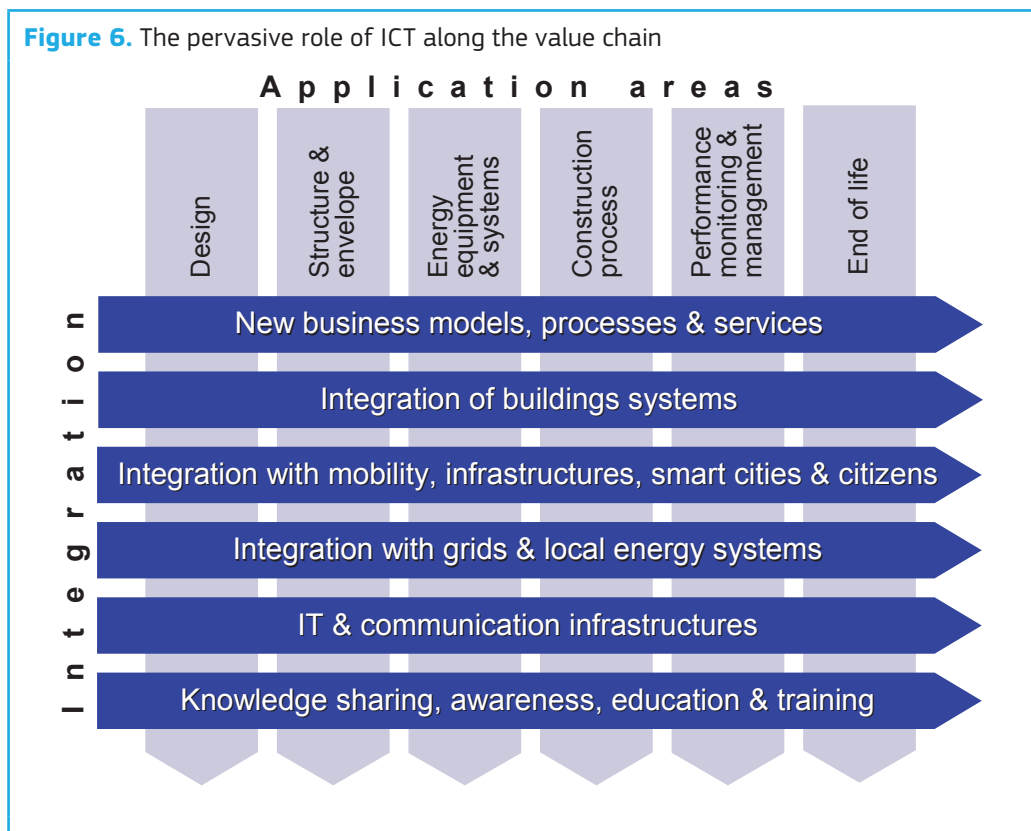 Figure 6. The pervasive role of ICT along the value chain
Application areas
Design
Structure &
envelope
Energy
equipment
& systems
Construction
process
Performance
monitoring &
management
End of life
Integration
New business models, processes & services
Integration of buildings systems
Integration with mobility, infrastructures, smart cities & citizens
Integration with grids & local energy systems
IT & communication infrastructures
Knowledge sharing, awareness, education & training